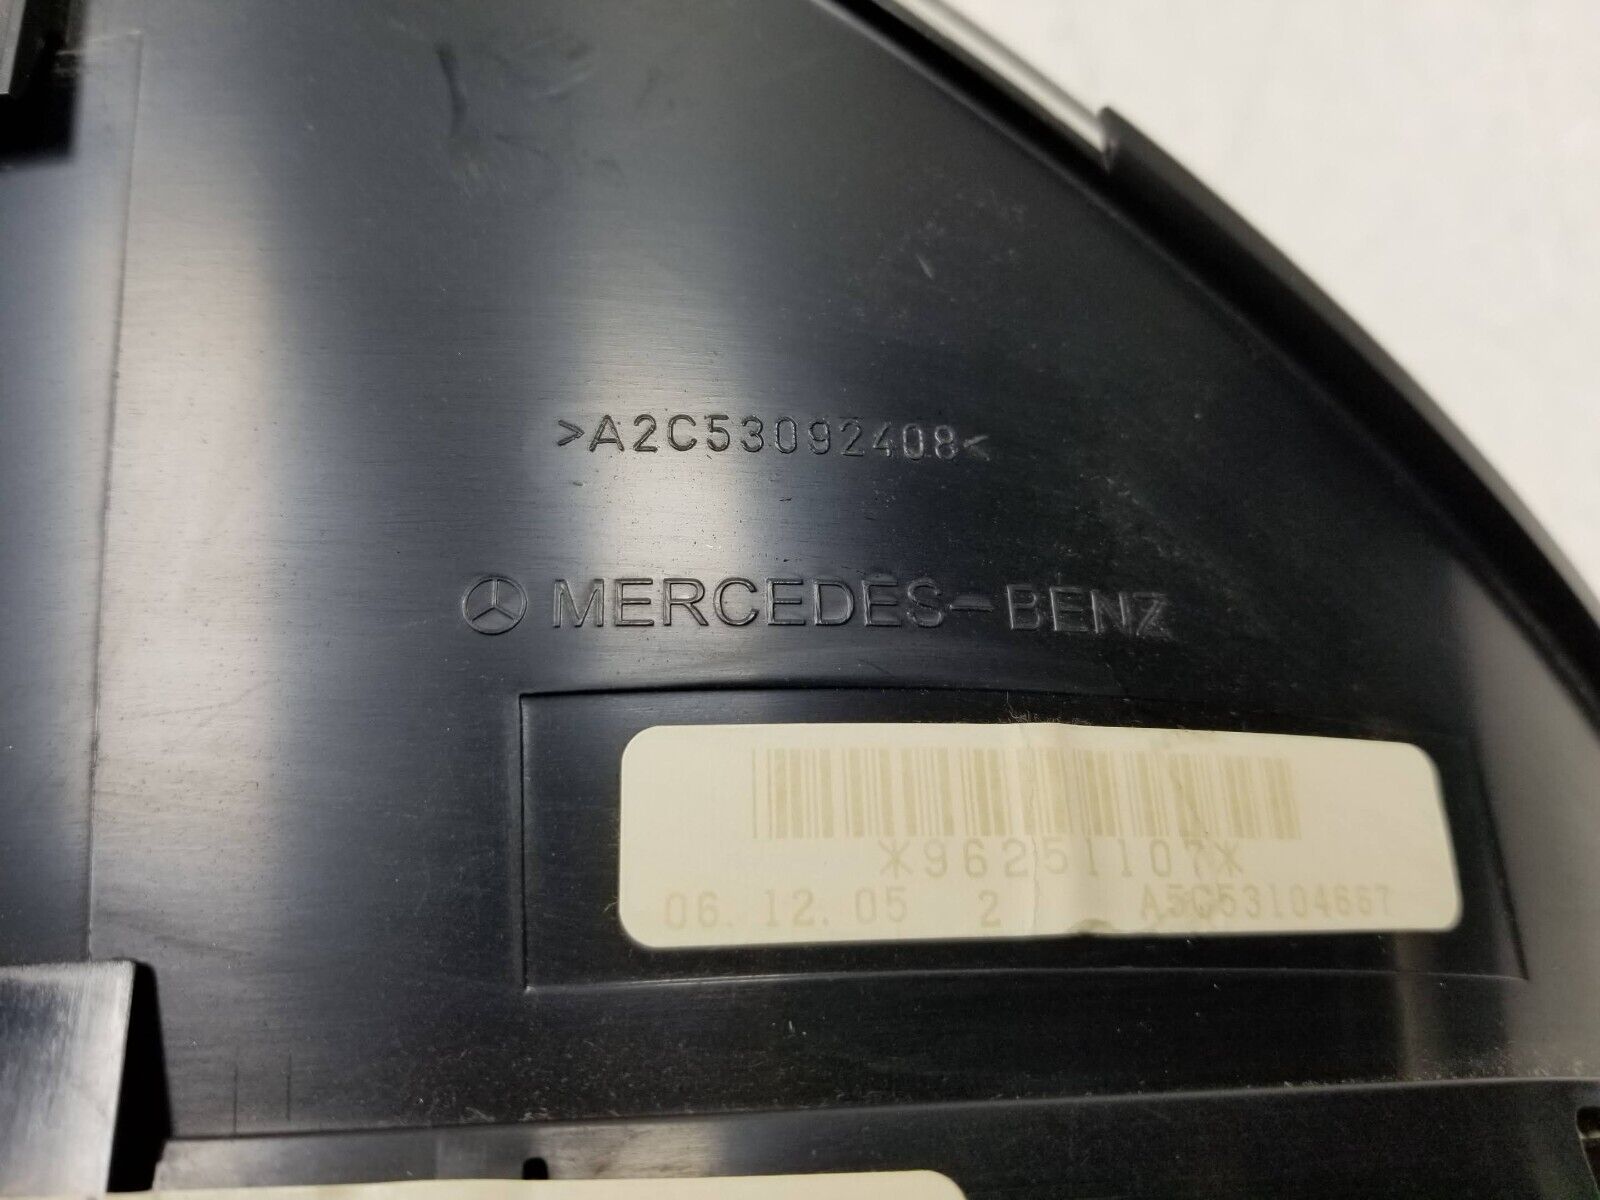 >A2C53092408<
MERCEDES-BENZ
*96251107*
06.12.05 2 A5C53104667